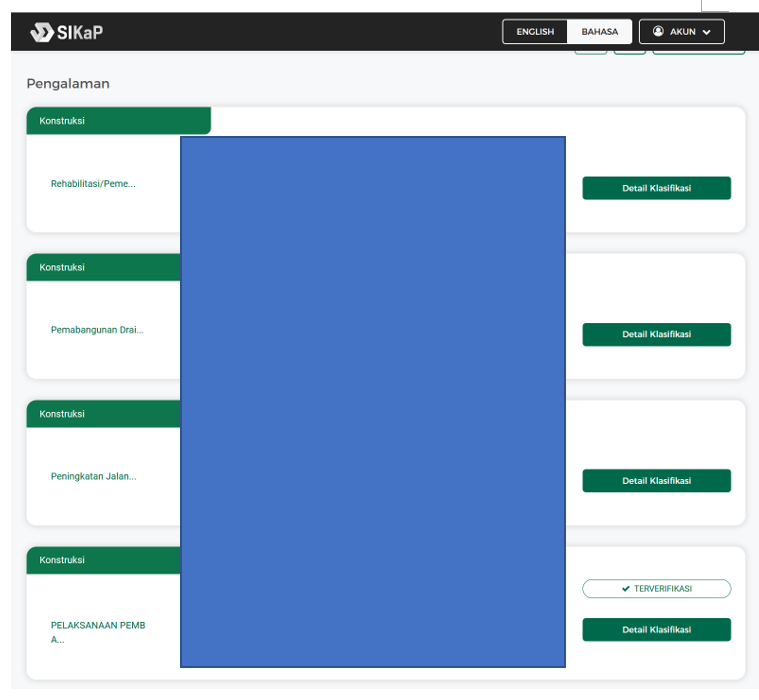 SIKaP
ENGLISH BAHASA AKUN
Pengalaman
Konstruksi
Rehabilitasi/Peme...
Detail Klasifikasi
Konstruksi
Pemabangunan Drai...
Detail Klasifikasi
Konstruksi
Peningkatan Jalan...
Detail Klasifikasi
Konstruksi
TERVERIFIKASI
PELAKSANAAN PEMB
A...
Detail Klasifikasi